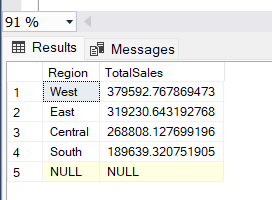 91 %
Results Messages
Region TotalSales
1 West 379592.767869473
2 East 319230.643192768
3 Central 268808.127699196
4 South 189639.320751905
5 NULL NULL